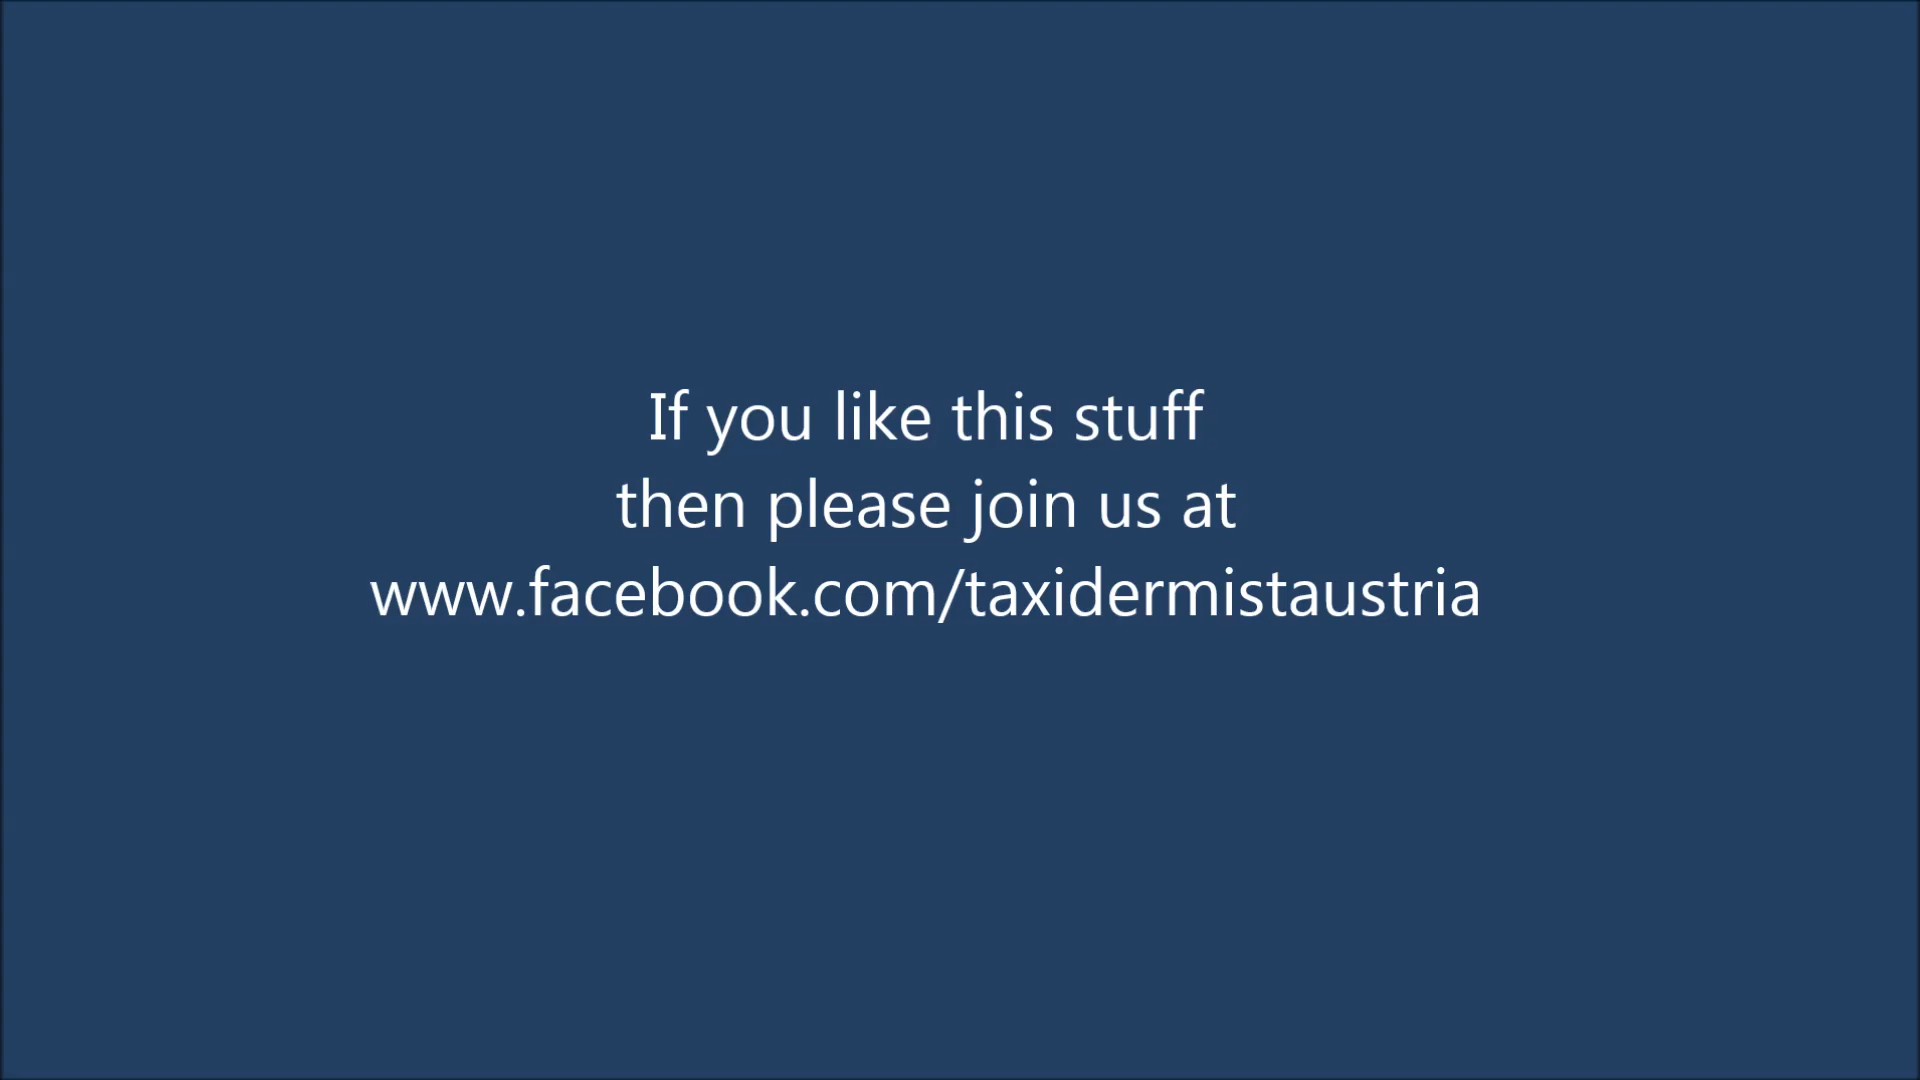 If you like this stuff
then please join us at
www.facebook.com/taxidermistaustria